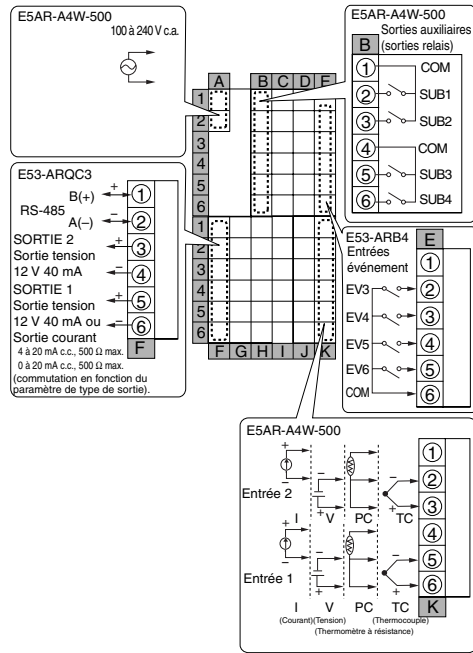 E5AR-A4W-500
100 à 240 V c.a.
E5AR-A4W-500
Sorties auxiliaires
(sorties relais)
B
1 COM
2 SUB1
3 SUB2
4 COM
5 SUB3
6 SUB4
A B C D E
1
2
3
4
5
6
1
2
3
4
5
6
F G H I J K
E53-ARQC3
B(+) + 1
RS-485
A(–) – 2
SORTIE 2 + 3
Sortie tension
12 V 40 mA – 4
SORTIE 1 + 5
Sortie tension
12 V 40 mA ou – 6
Sortie courant F
4 à 20 mA c.c., 500 Ω max.
0 à 20 mA c.c., 500 Ω max.
(commutation en fonction du
paramètre de type de sortie).
E53-ARB4
Entrées
événement
E
1
EV3 2
EV4 3
EV5 4
EV6 5
COM 6
E5AR-A4W-500
1
+ – – 2
– + + 3
Entrée 2 I V PC TC
4
+ – – 5
– + + 6
Entrée 1
I V PC TC K
(Courant) (Tension) (Thermocouple)
(Thermomètre à résistance)